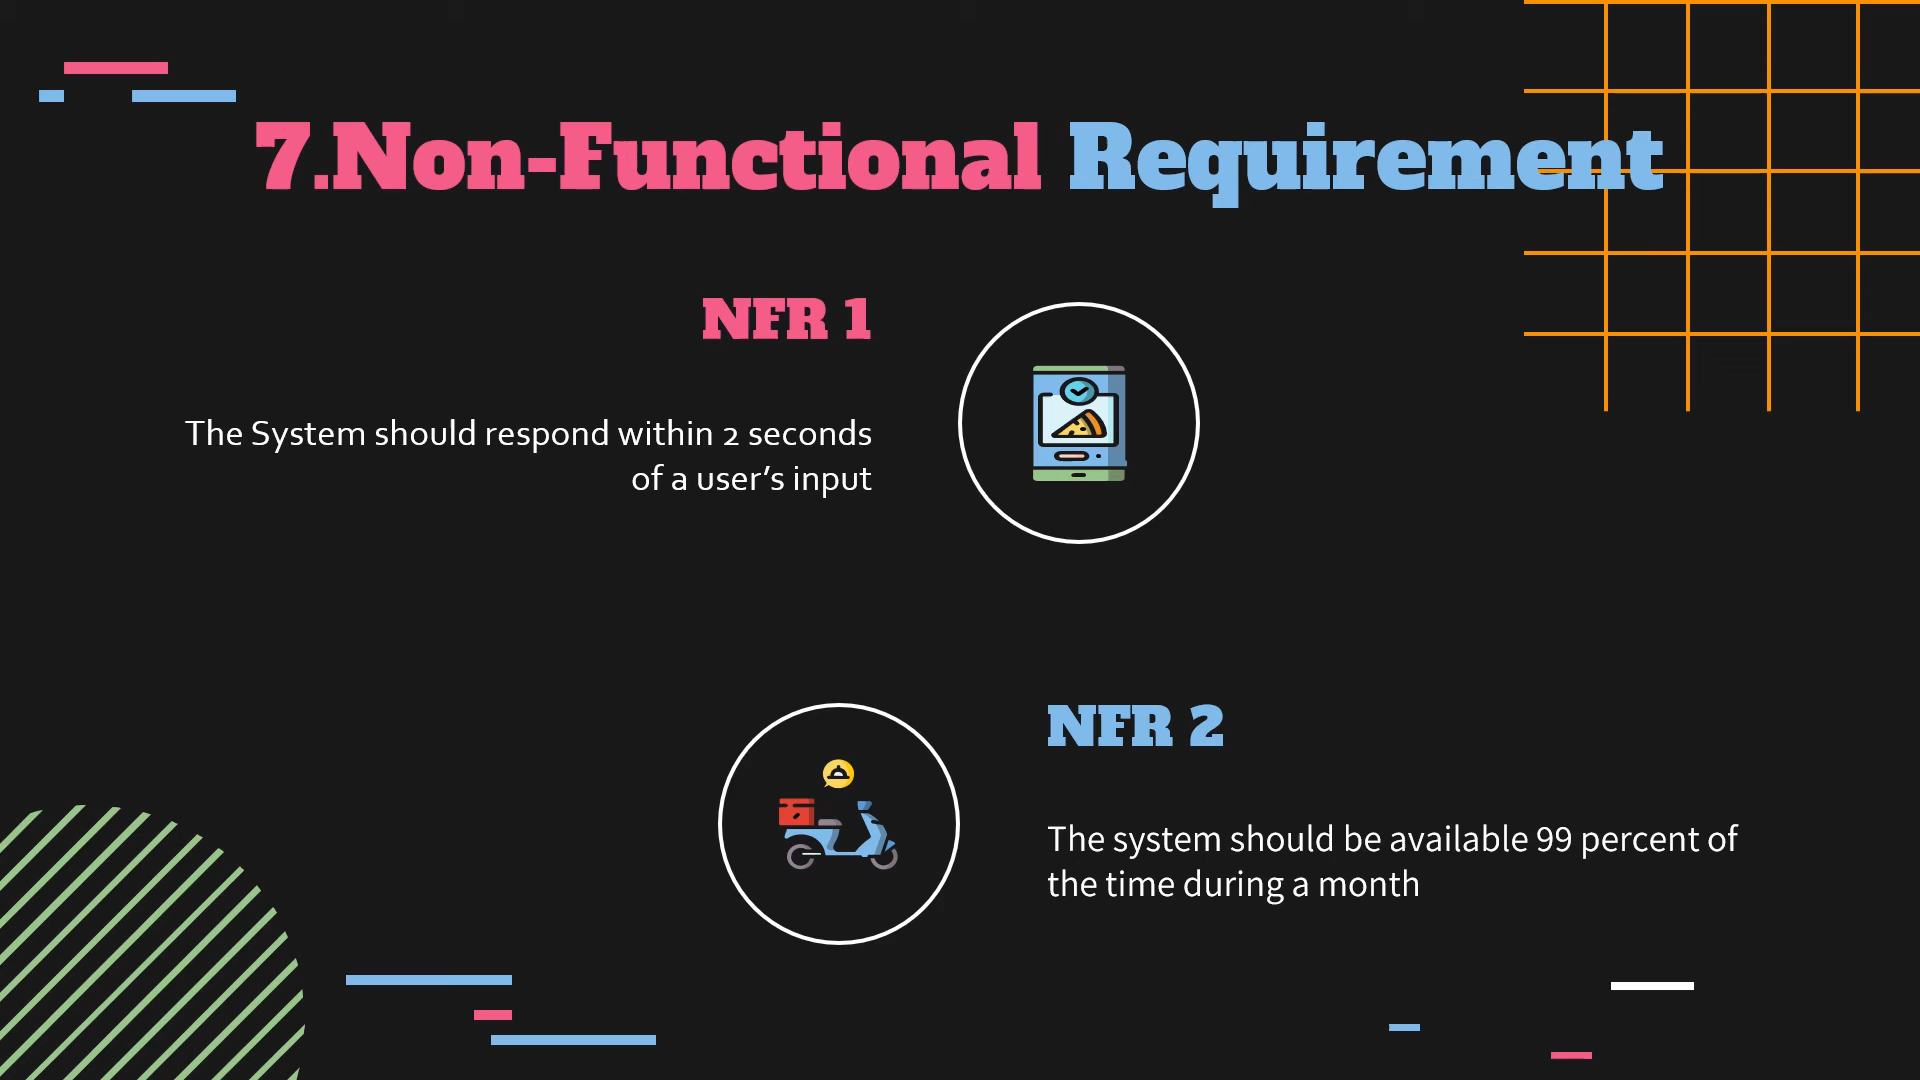 7.Non-Functional Requirement
NFR 1
The System should respond within 2 seconds
of a user’s input
NFR 2
The system should be available 99 percent of
the time during a month